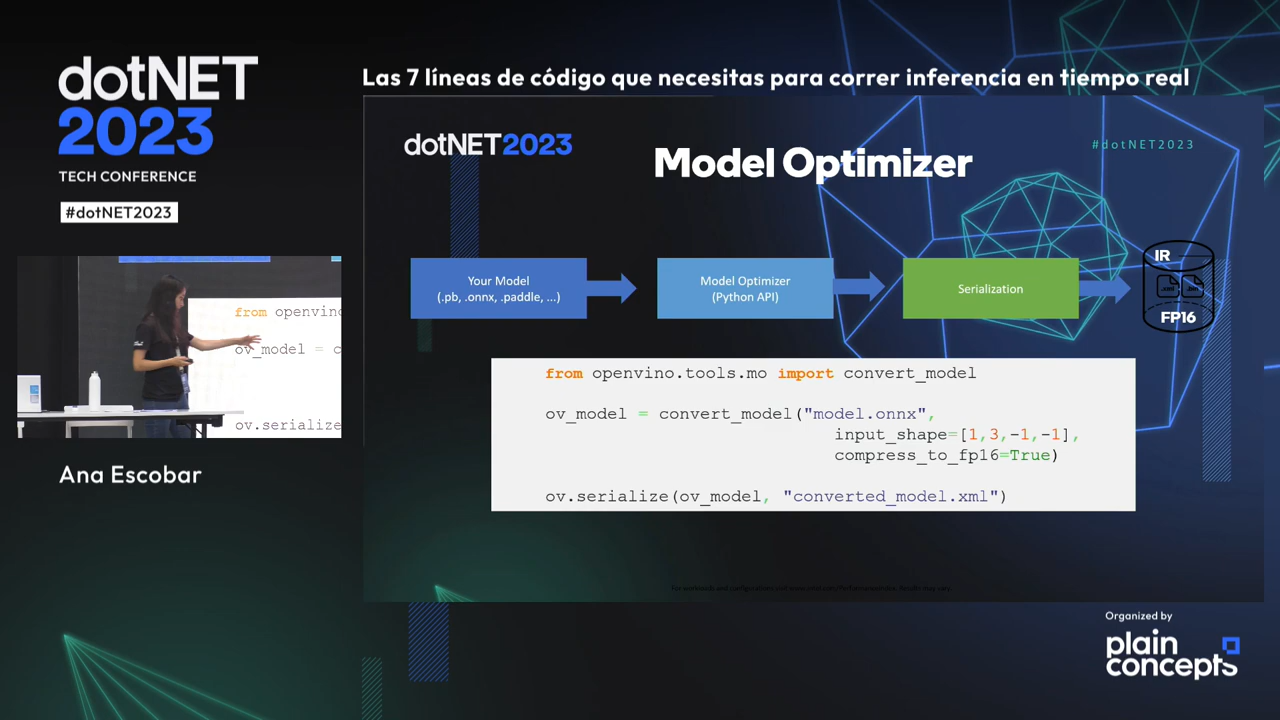 dotNET
2023
TECH CONFERENCE
#dotNET2023
Las 7 líneas de código que necesitas para correr inferencia en tiempo real
dotNET2023
Model Optimizer
#dotNET2023
Your Model
(.pb, .onnx, .paddle, ...)
Model Optimizer
(Python API)
Serialization
IR
.xml
.bin
FP16
from openvino.tools.mo import convert_model
ov_model = convert_model("model.onnx",
input_shape=[1,3,-1,-1],
compress_to_fp16=True)
ov.serialize(ov_model, "converted_model.xml")
from openvino
ov_model = c
ov.serialize
Ana Escobar
Organized by
plain
concepts